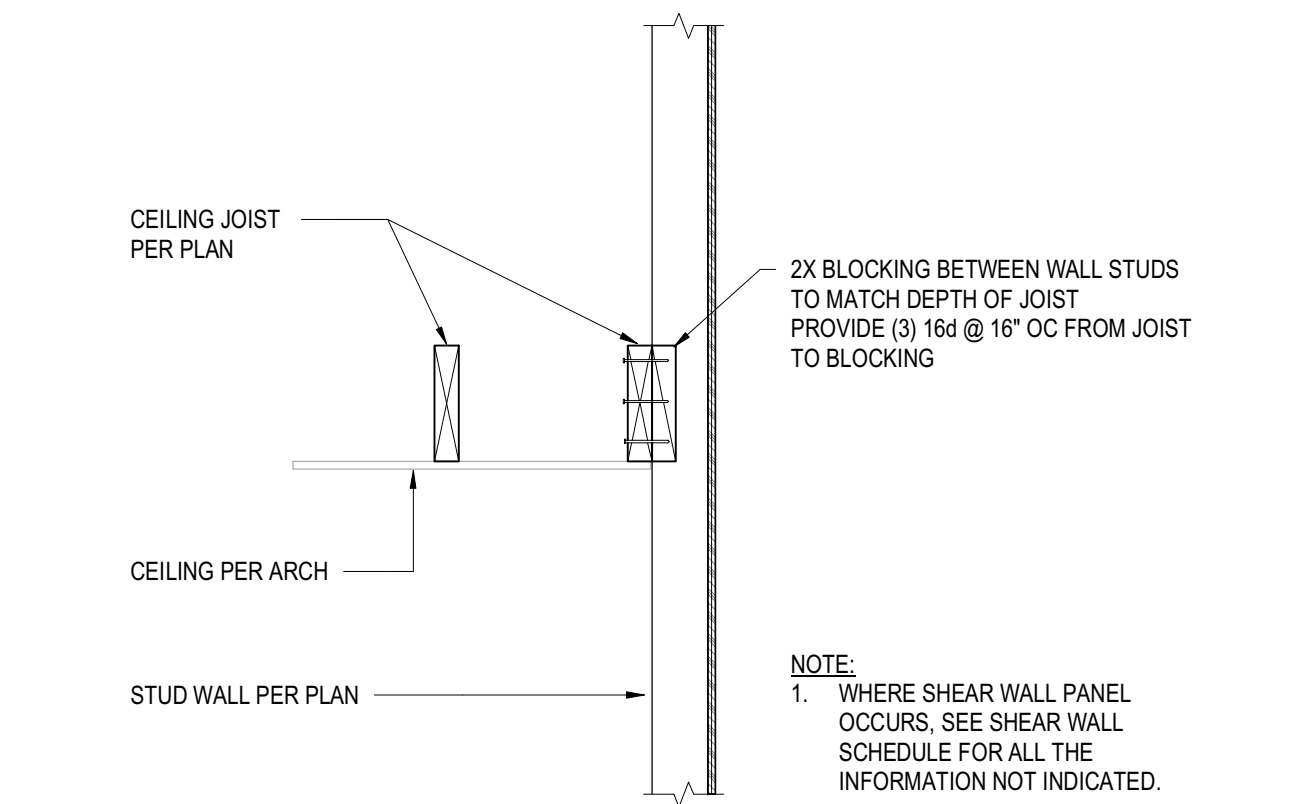 CEILING JOIST
PER PLAN
2X BLOCKING BETWEEN WALL STUDS
TO MATCH DEPTH OF JOIST
PROVIDE (3) 16d @ 16" OC FROM JOIST
TO BLOCKING
CEILING PER ARCH
STUD WALL PER PLAN
NOTE:
1. WHERE SHEAR WALL PANEL
OCCURS, SEE SHEAR WALL
SCHEDULE FOR ALL THE
INFORMATION NOT INDICATED.